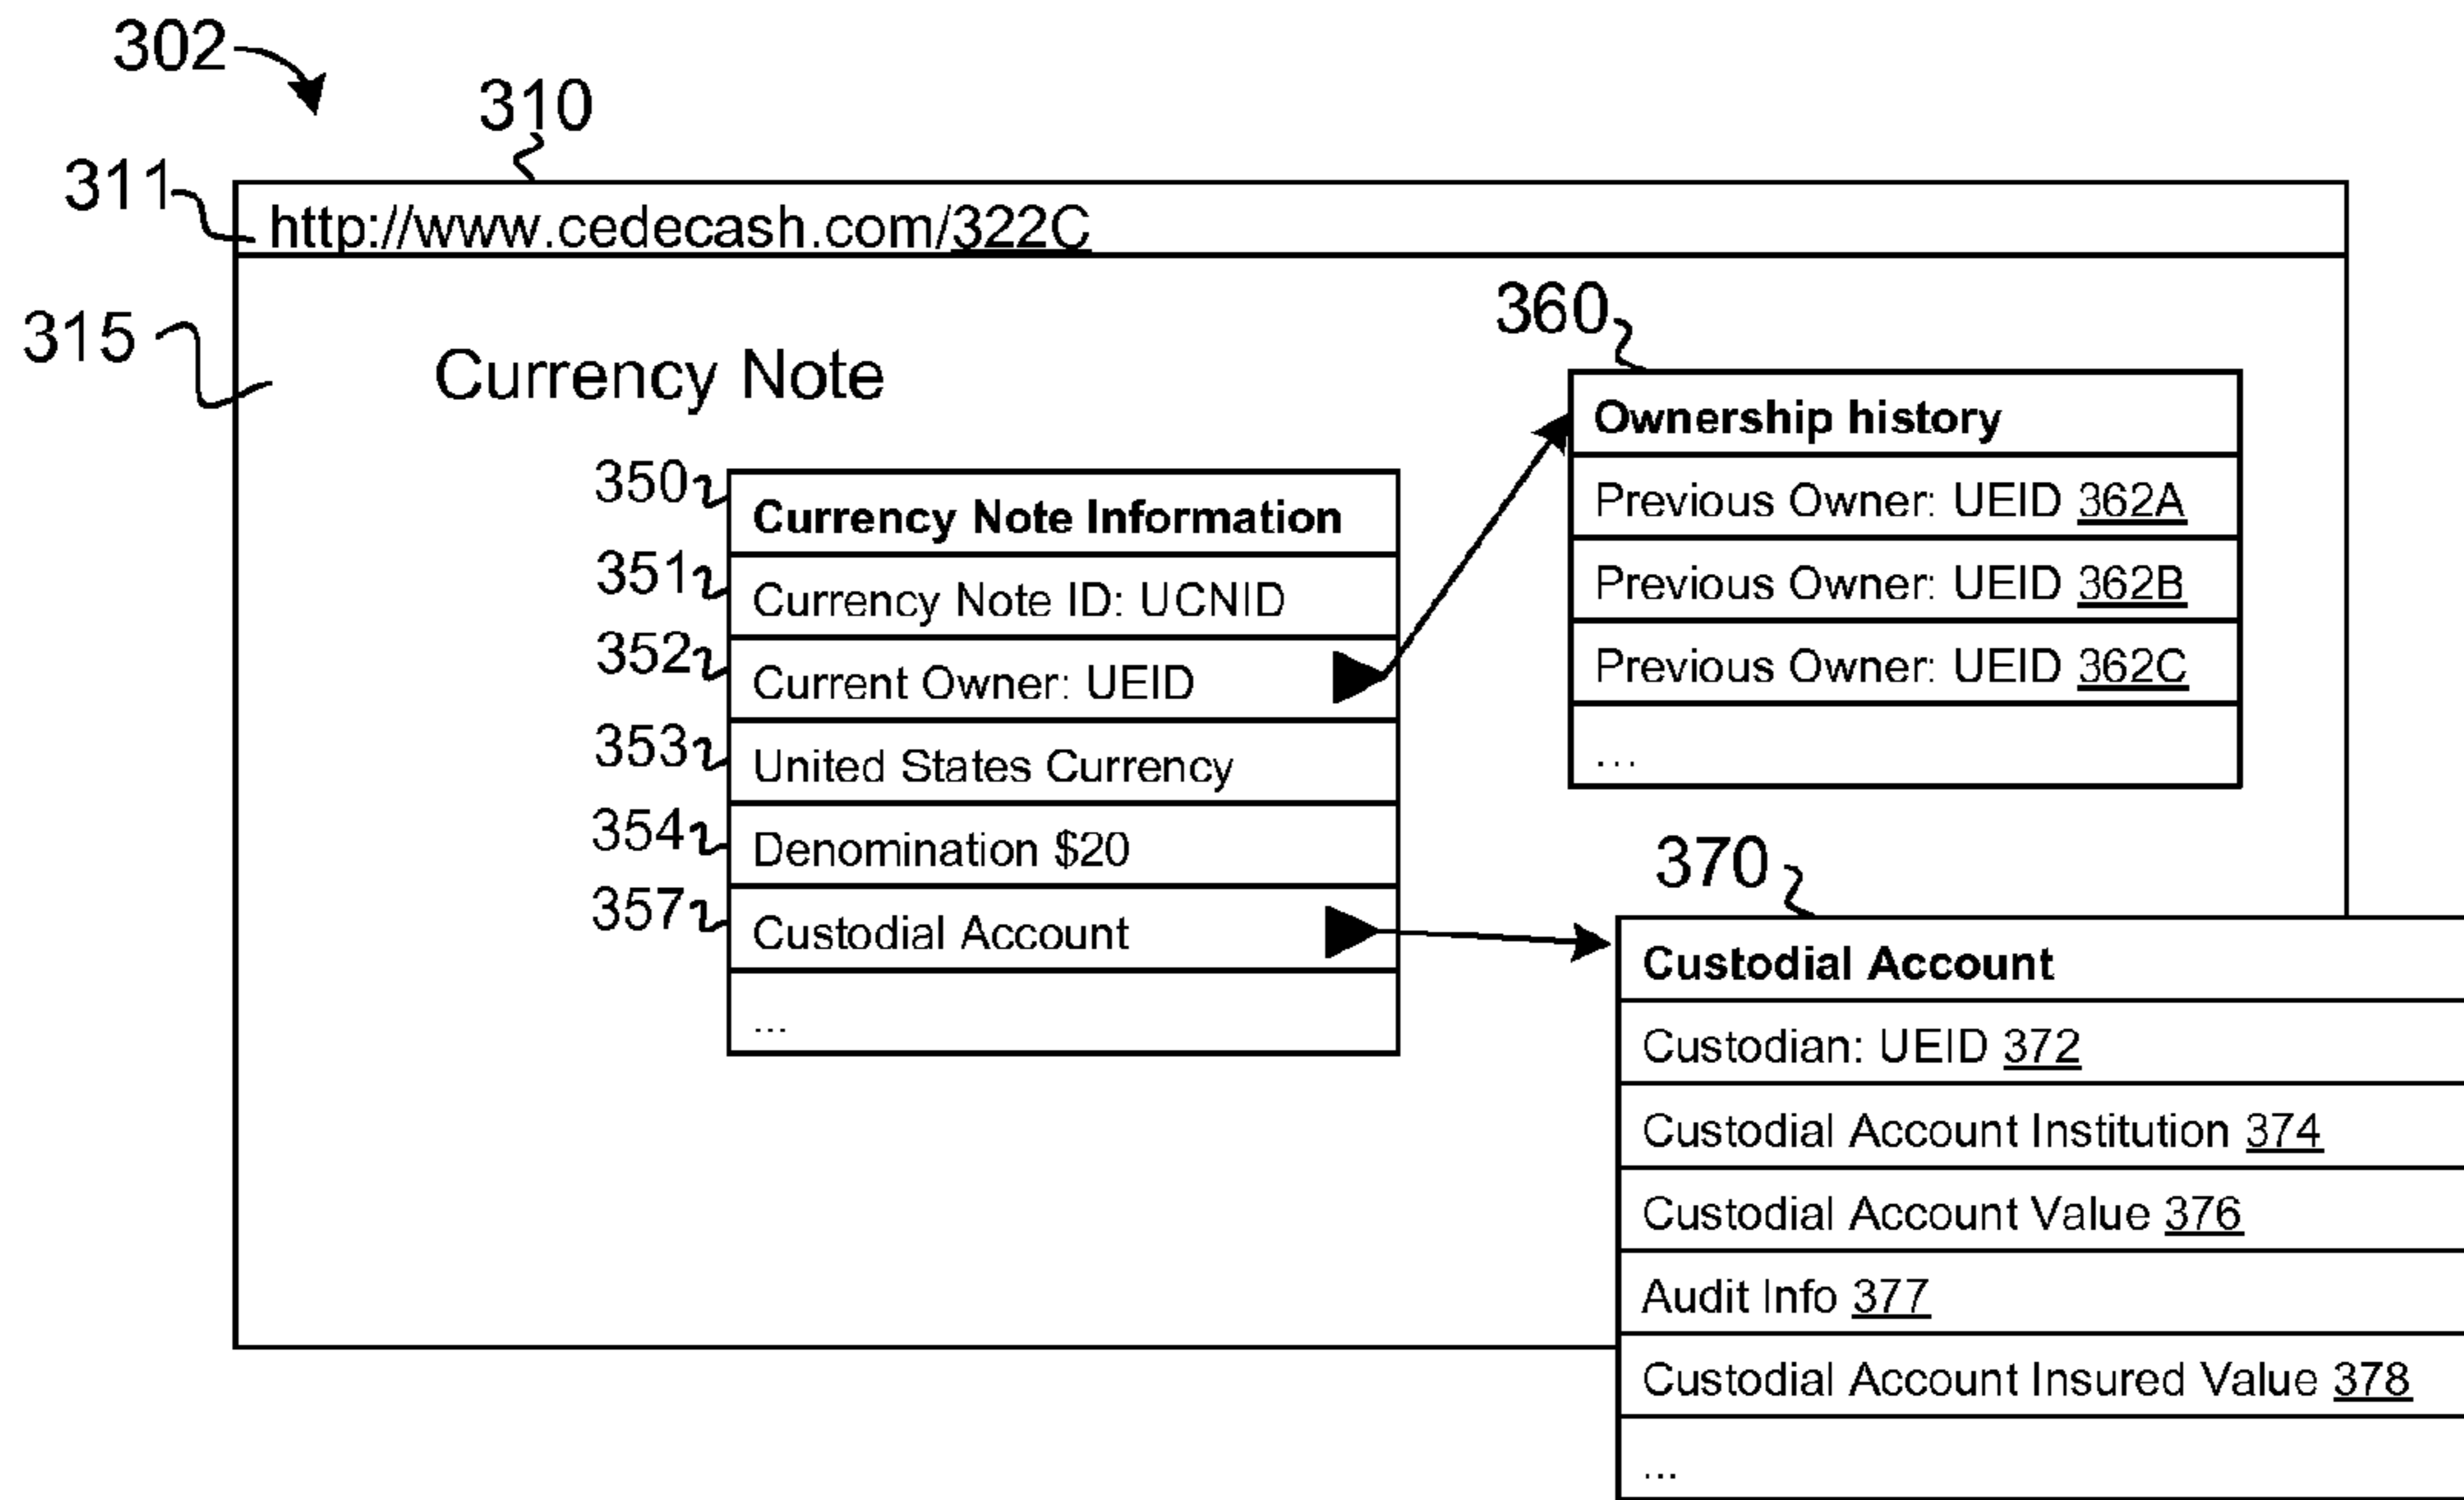 302
310
311
http://www.cedecash.com/322C
315
Currency Note
360
Ownership history
Previous Owner: UEID 362A
Previous Owner: UEID 362B
Previous Owner: UEID 362C
...
350
Currency Note Information
351
Currency Note ID: UCNID
352
Current Owner: UEID
353
United States Currency
354
Denomination $20
357
Custodial Account
...
370
Custodial Account
Custodian: UEID 372
Custodial Account Institution 374
Custodial Account Value 376
Audit Info 377
Custodial Account Insured Value 378
...